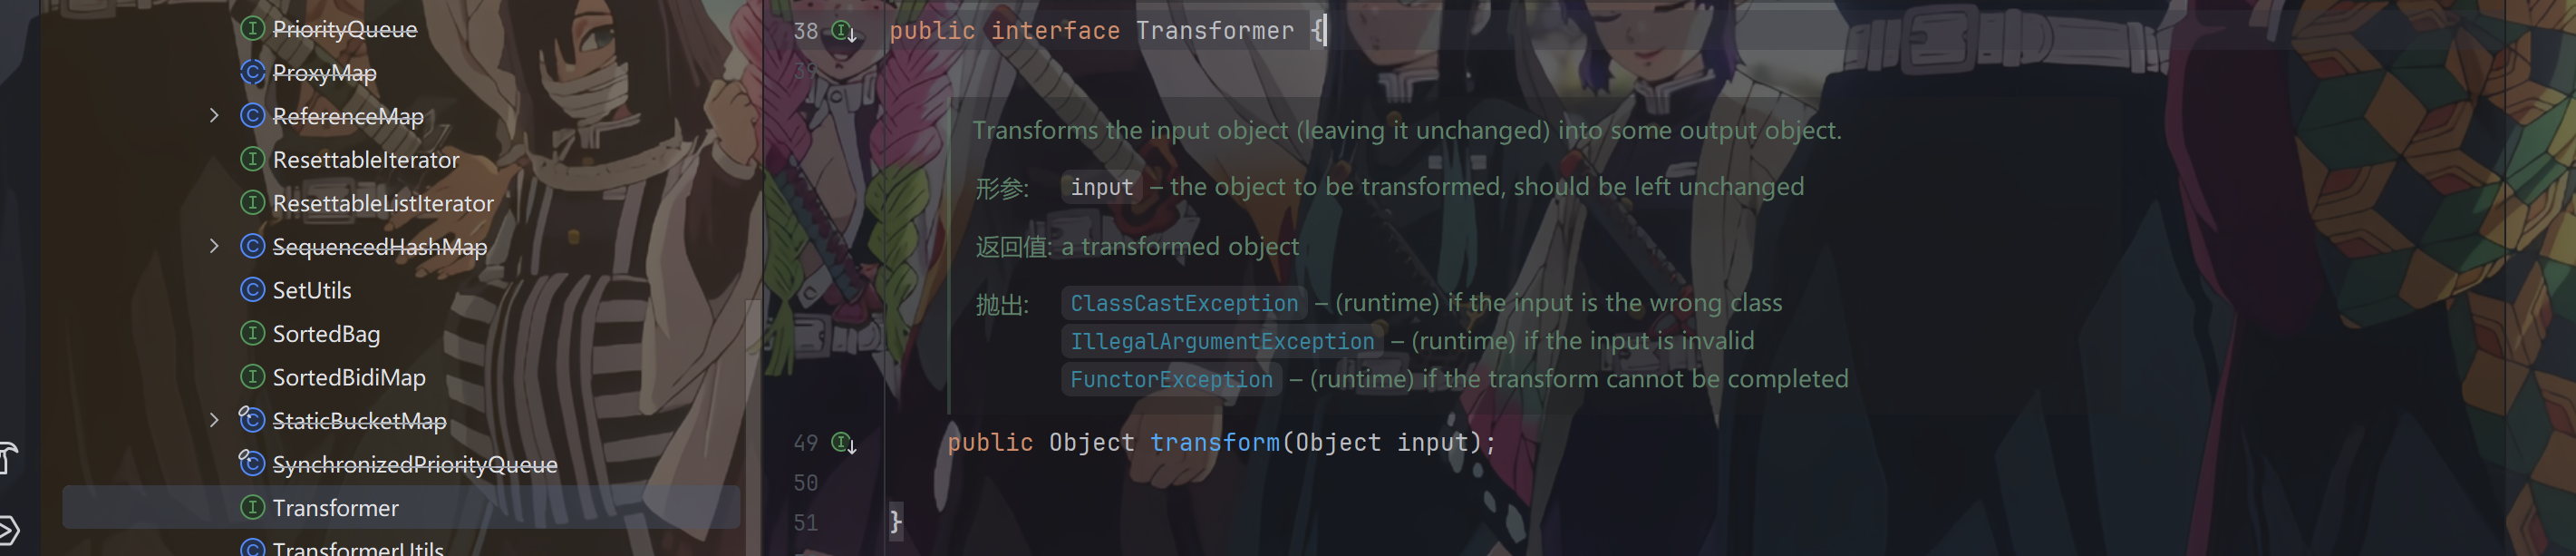 PriorityQueue
ProxyMap
ReferenceMap
ResettableIterator
ResettableListIterator
SequencedHashMap
SetUtils
SortedBag
SortedBidiMap
StaticBucketMap
SynchronizedPriorityQueue
Transformer
TransformerUtils
38 public interface Transformer {
39
Transforms the input object (leaving it unchanged) into some output object.
形参: input – the object to be transformed, should be left unchanged
返回值: a transformed object
抛出: ClassCastException – (runtime) if the input is the wrong class
IllegalArgumentException – (runtime) if the input is invalid
FunctorException – (runtime) if the transform cannot be completed
49 public Object transform(Object input);
50
51 }